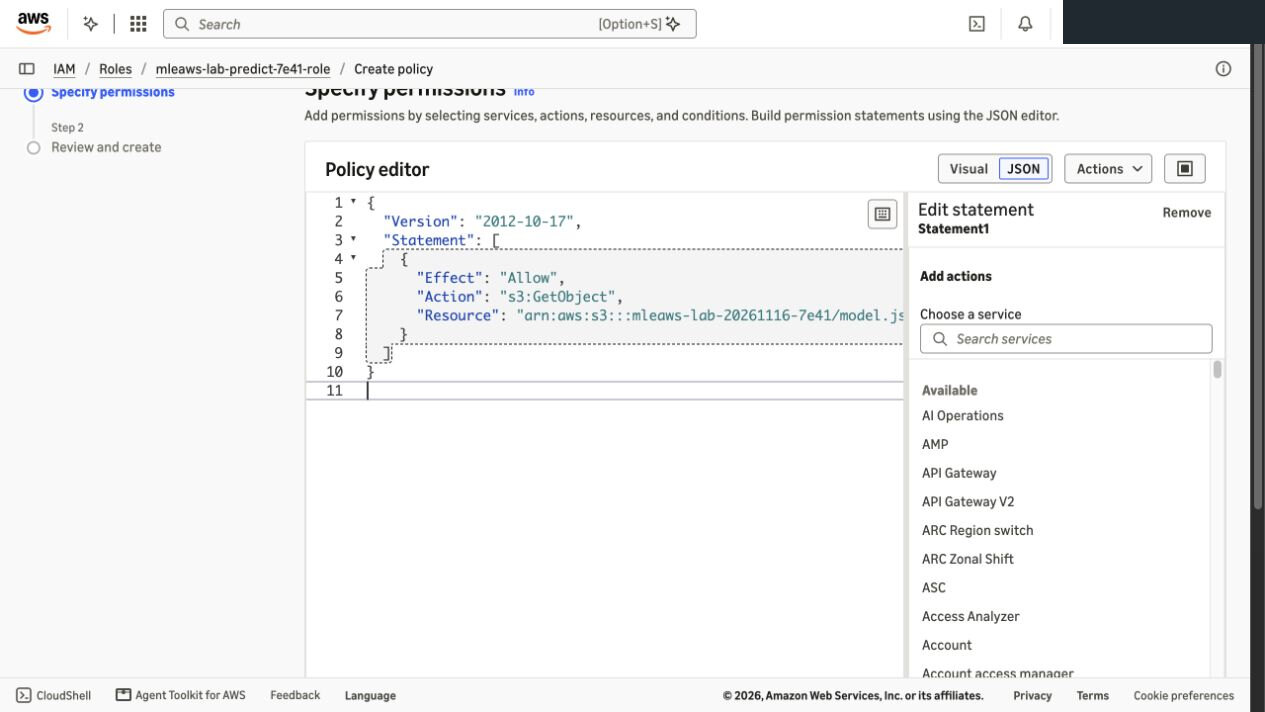 aws
Search [Option+S]
IAM / Roles / mleaws-lab-predict-7e41-role / Create policy
Specify permissions
Step 2
Review and create
Specify permissions Info
Add permissions by selecting services, actions, resources, and conditions. Build permission statements using the JSON editor.
Policy editor
Visual JSON Actions
1 {
2 "Version": "2012-10-17",
3 "Statement": [
4 {
5 "Effect": "Allow",
6 "Action": "s3:GetObject",
7 "Resource": "arn:aws:s3:::mleaws-lab-20261116-7e41/model.js
8 }
9 ]
10 }
11
Edit statement
Statement1
Remove
Add actions
Choose a service
Search services
Available
AI Operations
AMP
API Gateway
API Gateway V2
ARC Region switch
ARC Zonal Shift
ASC
Access Analyzer
Account
Account access manager
CloudShell Agent Toolkit for AWS Feedback Language © 2026, Amazon Web Services, Inc. or its affiliates. Privacy Terms Cookie preferences